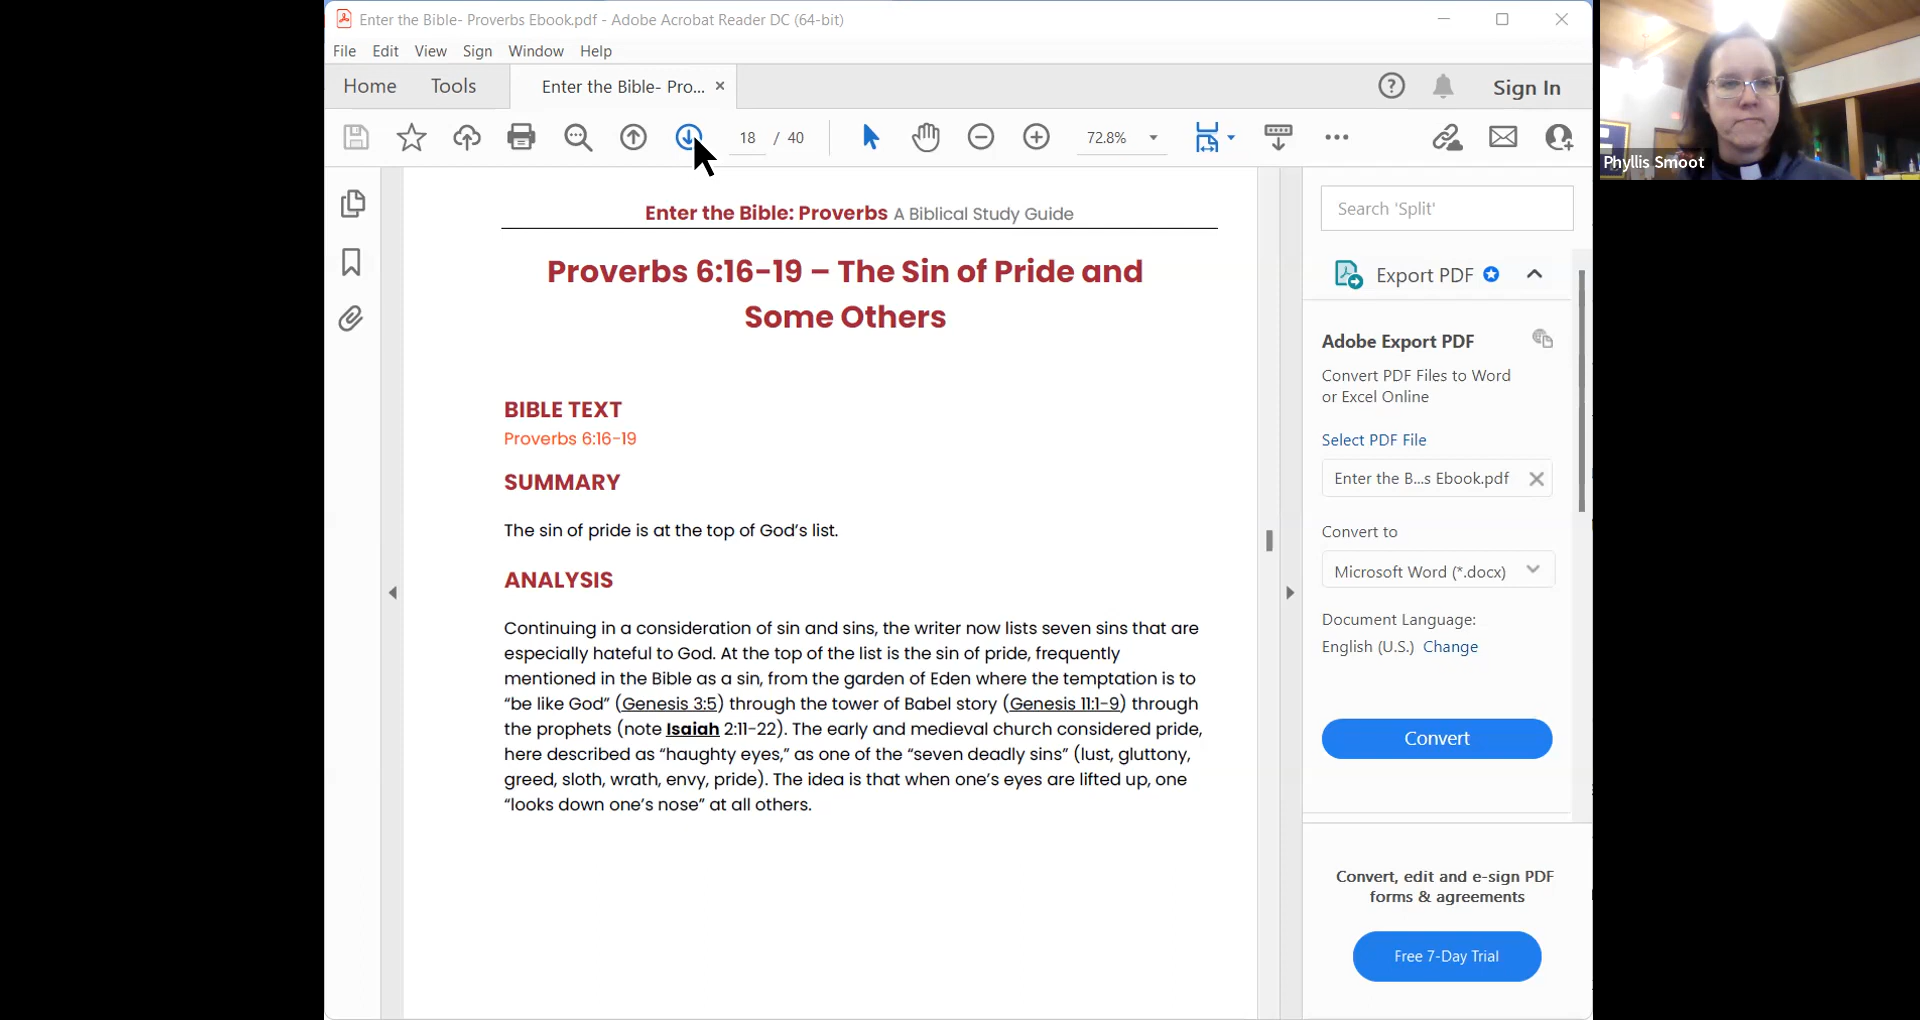 Enter the Bible- Proverbs Ebook.pdf - Adobe Acrobat Reader DC (64-bit)
File Edit View Sign Window Help
Home Tools Enter the Bible- Pro... × Sign In
18 / 40 72.8%
Phyllis Smoot
Enter the Bible: Proverbs A Biblical Study Guide
Proverbs 6:16-19 – The Sin of Pride and
Some Others
BIBLE TEXT
Proverbs 6:16-19
SUMMARY
The sin of pride is at the top of God’s list.
ANALYSIS
Continuing in a consideration of sin and sins, the writer now lists seven sins that are
especially hateful to God. At the top of the list is the sin of pride, frequently
mentioned in the Bible as a sin, from the garden of Eden where the temptation is to
“be like God” (Genesis 3:5) through the tower of Babel story (Genesis 11:1-9) through
the prophets (note Isaiah 2:11-22). The early and medieval church considered pride,
here described as “haughty eyes,” as one of the “seven deadly sins” (lust, gluttony,
greed, sloth, wrath, envy, pride). The idea is that when one’s eyes are lifted up, one
“looks down one’s nose” at all others.
Search 'Split'
Export PDF
Adobe Export PDF
Convert PDF Files to Word
or Excel Online
Select PDF File
Enter the B...s Ebook.pdf
Convert to
Microsoft Word (*.docx)
Document Language:
English (U.S.) Change
Convert
Convert, edit and e-sign PDF
forms & agreements
Free 7-Day Trial